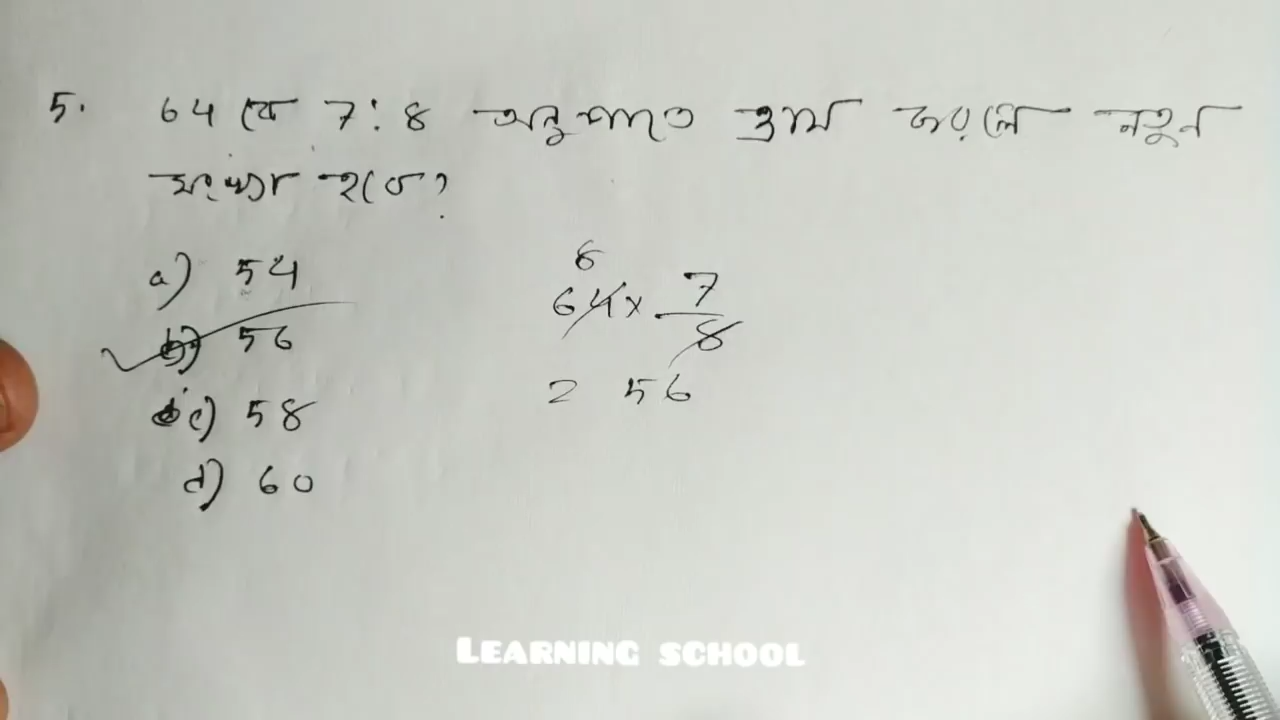 5. 64 কে 7:8 অনুপাতে হ্রাস করলে নতুন
সংখ্যা হবে?
a) 54
b) 56
c) 58
d) 60
8
64 × 7
8
= 56
LEARNING SCHOOL